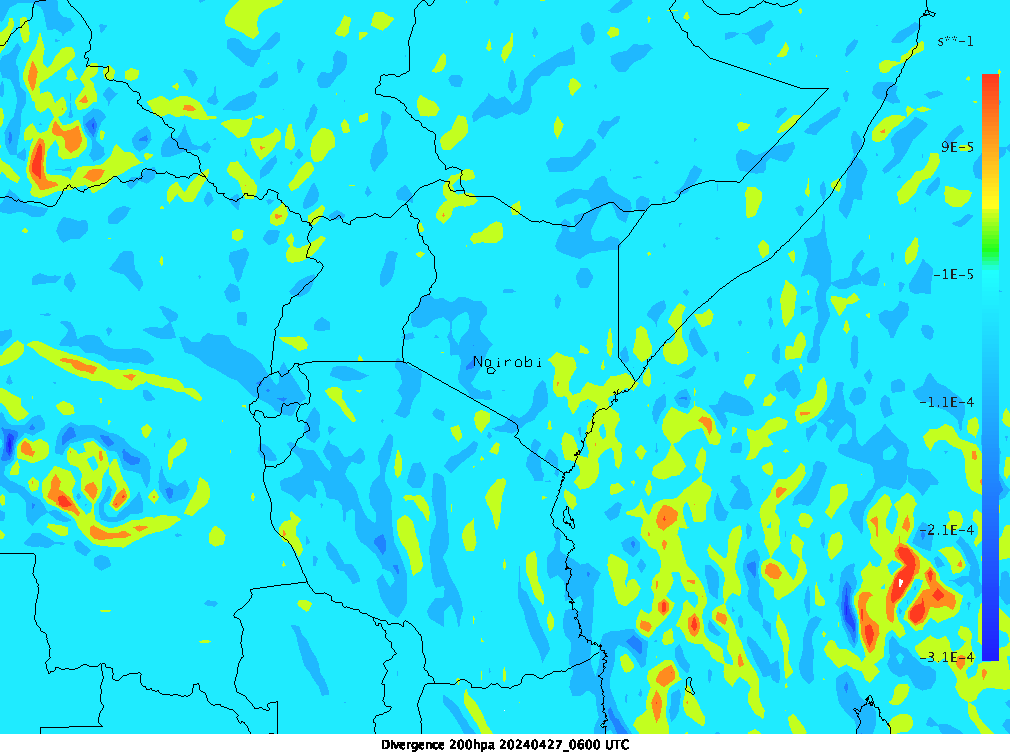 s**-1
9E-5
-1E-5
Nairobi
-1.1E-4
-2.1E-4
-3.1E-4
Divergence 200hpa 20240427_0600 UTC